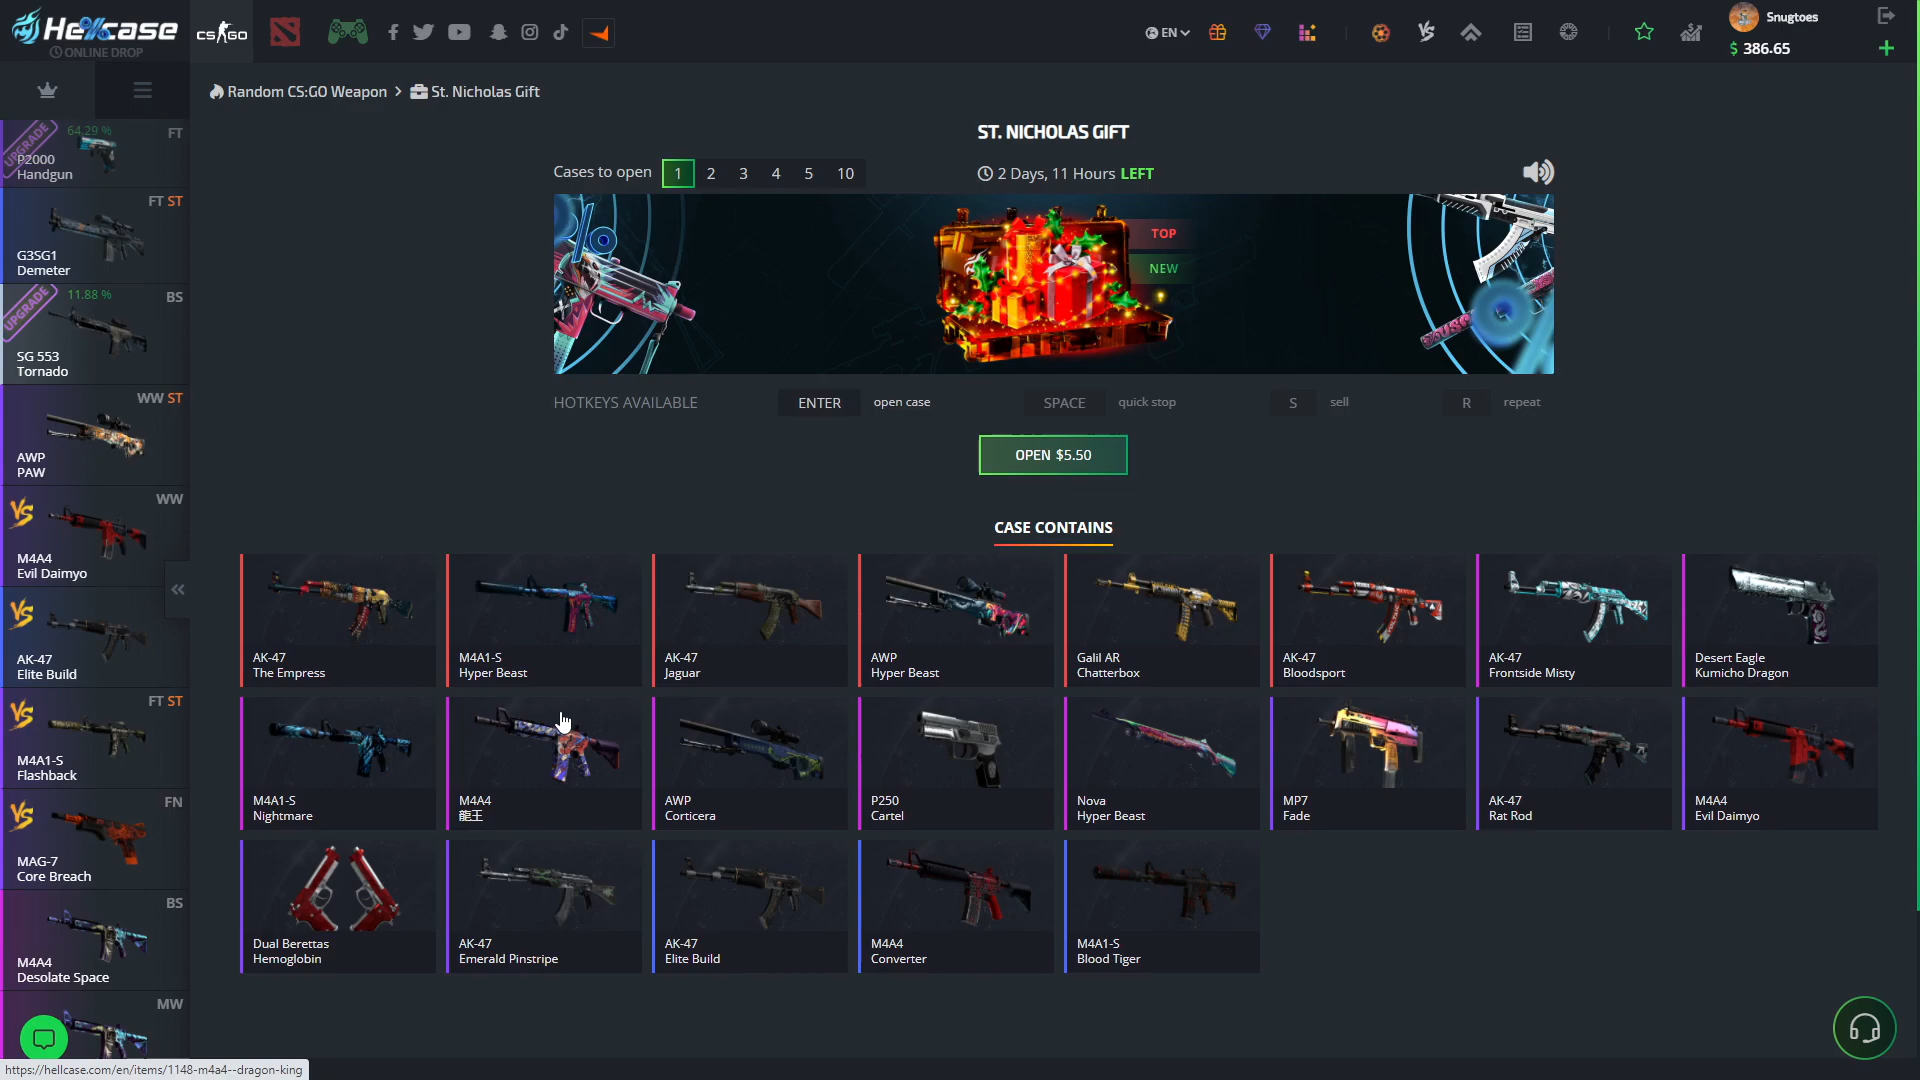 Hellcase
ONLINE DROP
CS:GO
EN
Snugtoes
$ 386.65
Random CS:GO Weapon > St. Nicholas Gift
ST. NICHOLAS GIFT
Cases to open 1 2 3 4 5 10
2 Days, 11 Hours LEFT
TOP
NEW
HOTKEYS AVAILABLE ENTER open case SPACE quick stop S sell R repeat
OPEN $5.50
CASE CONTAINS
AK-47
The Empress
M4A1-S
Hyper Beast
AK-47
Jaguar
AWP
Hyper Beast
Galil AR
Chatterbox
AK-47
Bloodsport
AK-47
Frontside Misty
Desert Eagle
Kumicho Dragon
M4A1-S
Nightmare
M4A4
龍王
AWP
Corticera
P250
Cartel
Nova
Hyper Beast
MP7
Fade
AK-47
Rat Rod
M4A4
Evil Daimyo
Dual Berettas
Hemoglobin
AK-47
Emerald Pinstripe
AK-47
Elite Build
M4A4
Converter
M4A1-S
Blood Tiger
UPGRADE
64.29 %
FT
P2000
Handgun
FT ST
G3SG1
Demeter
UPGRADE
11.88 %
BS
SG 553
Tornado
WW ST
AWP
PAW
WW
VS
M4A4
Evil Daimyo
VS
AK-47
Elite Build
FT ST
VS
M4A1-S
Flashback
FN
VS
MAG-7
Core Breach
BS
M4A4
Desolate Space
MW
https://hellcase.com/en/items/1148-m4a4--dragon-king